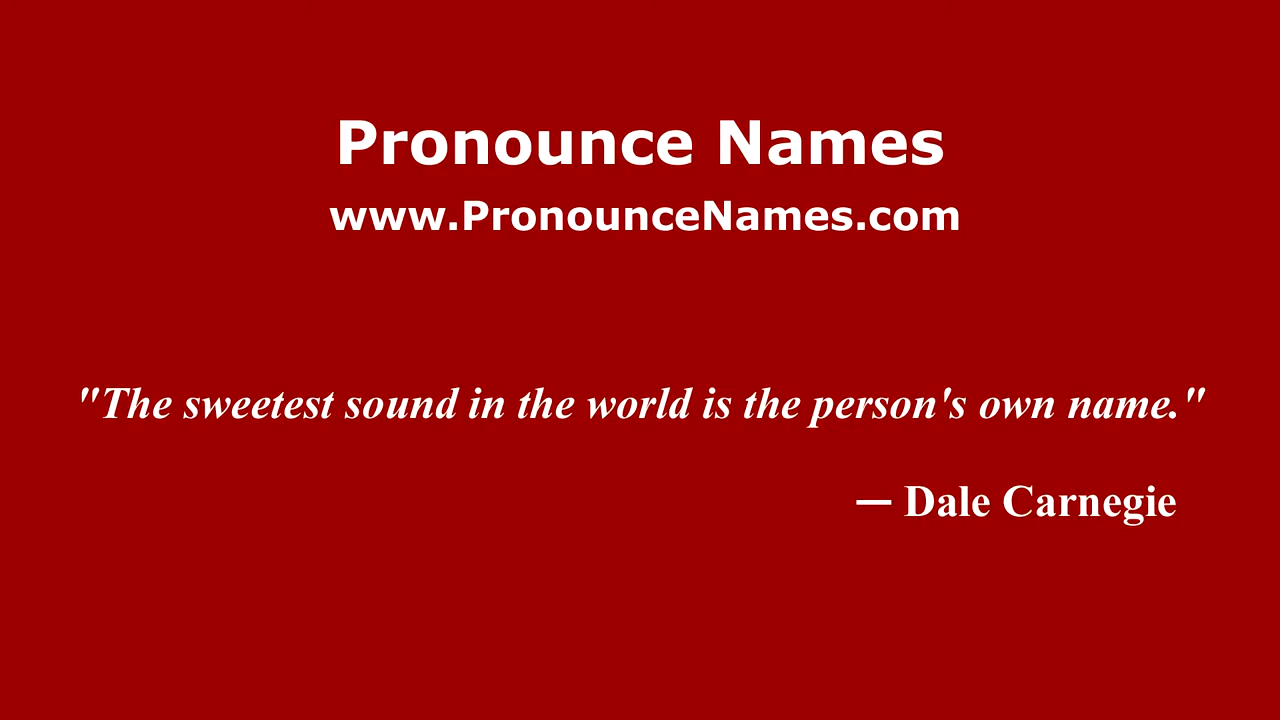 Pronounce Names
www.PronounceNames.com
"The sweetest sound in the world is the person's own name."
— Dale Carnegie